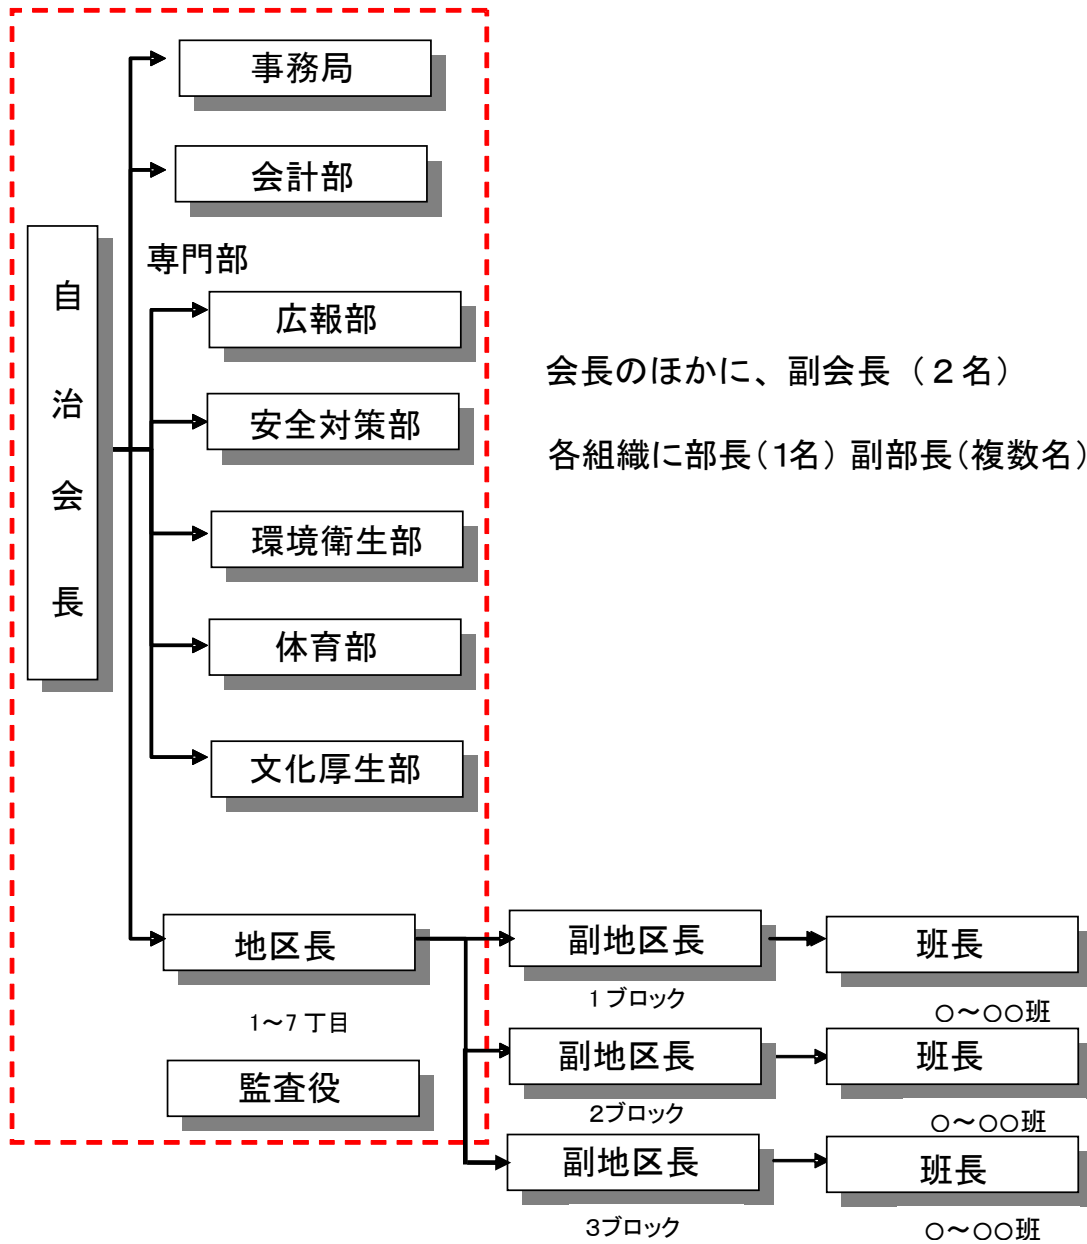 事務局
会計部
専門部
自治会長
広報部
会長のほかに、副会長（２名）
安全対策部
各組織に部長（1名） 副部長（複数名）
環境衛生部
体育部
文化厚生部
地区長
副地区長
班長
1～7丁目
1ブロック
○～○○班
副地区長
班長
監査役
2ブロック
○～○○班
副地区長
班長
3ブロック
○～○○班